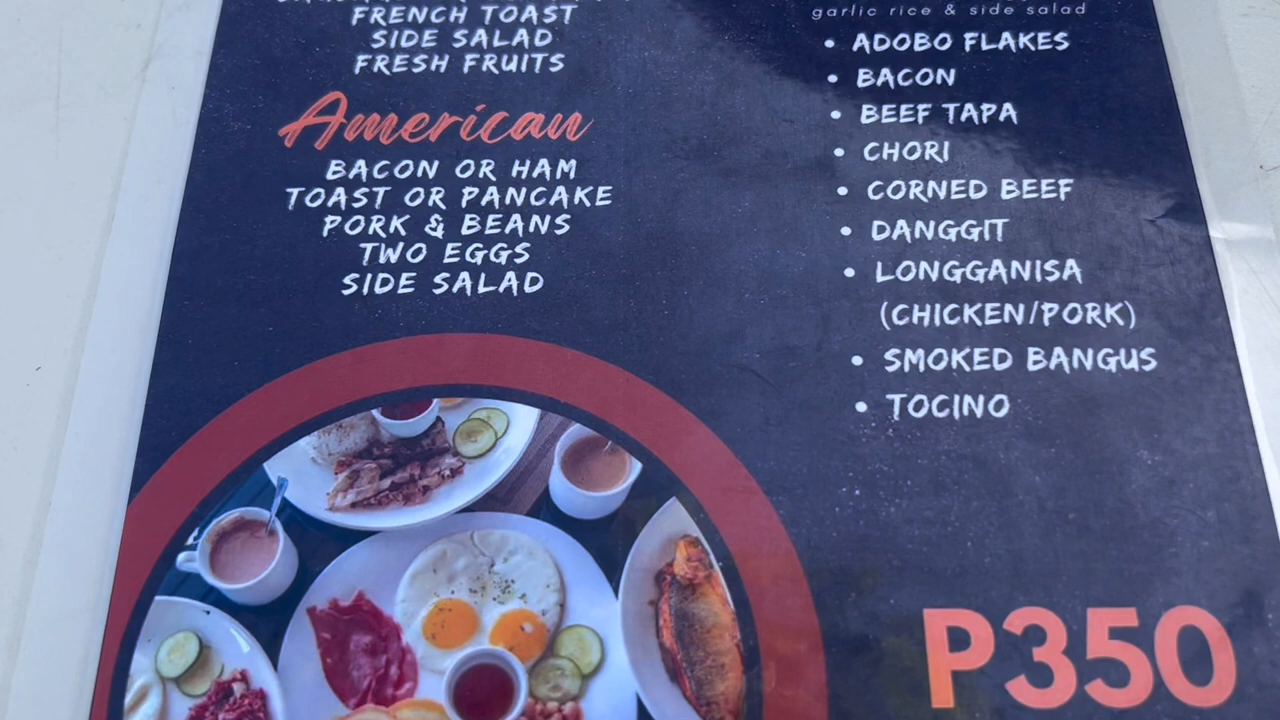 FRENCH TOAST
SIDE SALAD
FRESH FRUITS
American
BACON OR HAM
TOAST OR PANCAKE
PORK & BEANS
TWO EGGS
SIDE SALAD
garlic rice & side salad
• ADOBO FLAKES
• BACON
• BEEF TAPA
• CHORI
• CORNED BEEF
• DANGGIT
• LONGGANISA
(CHICKEN/PORK)
• SMOKED BANGUS
• TOCINO
P350